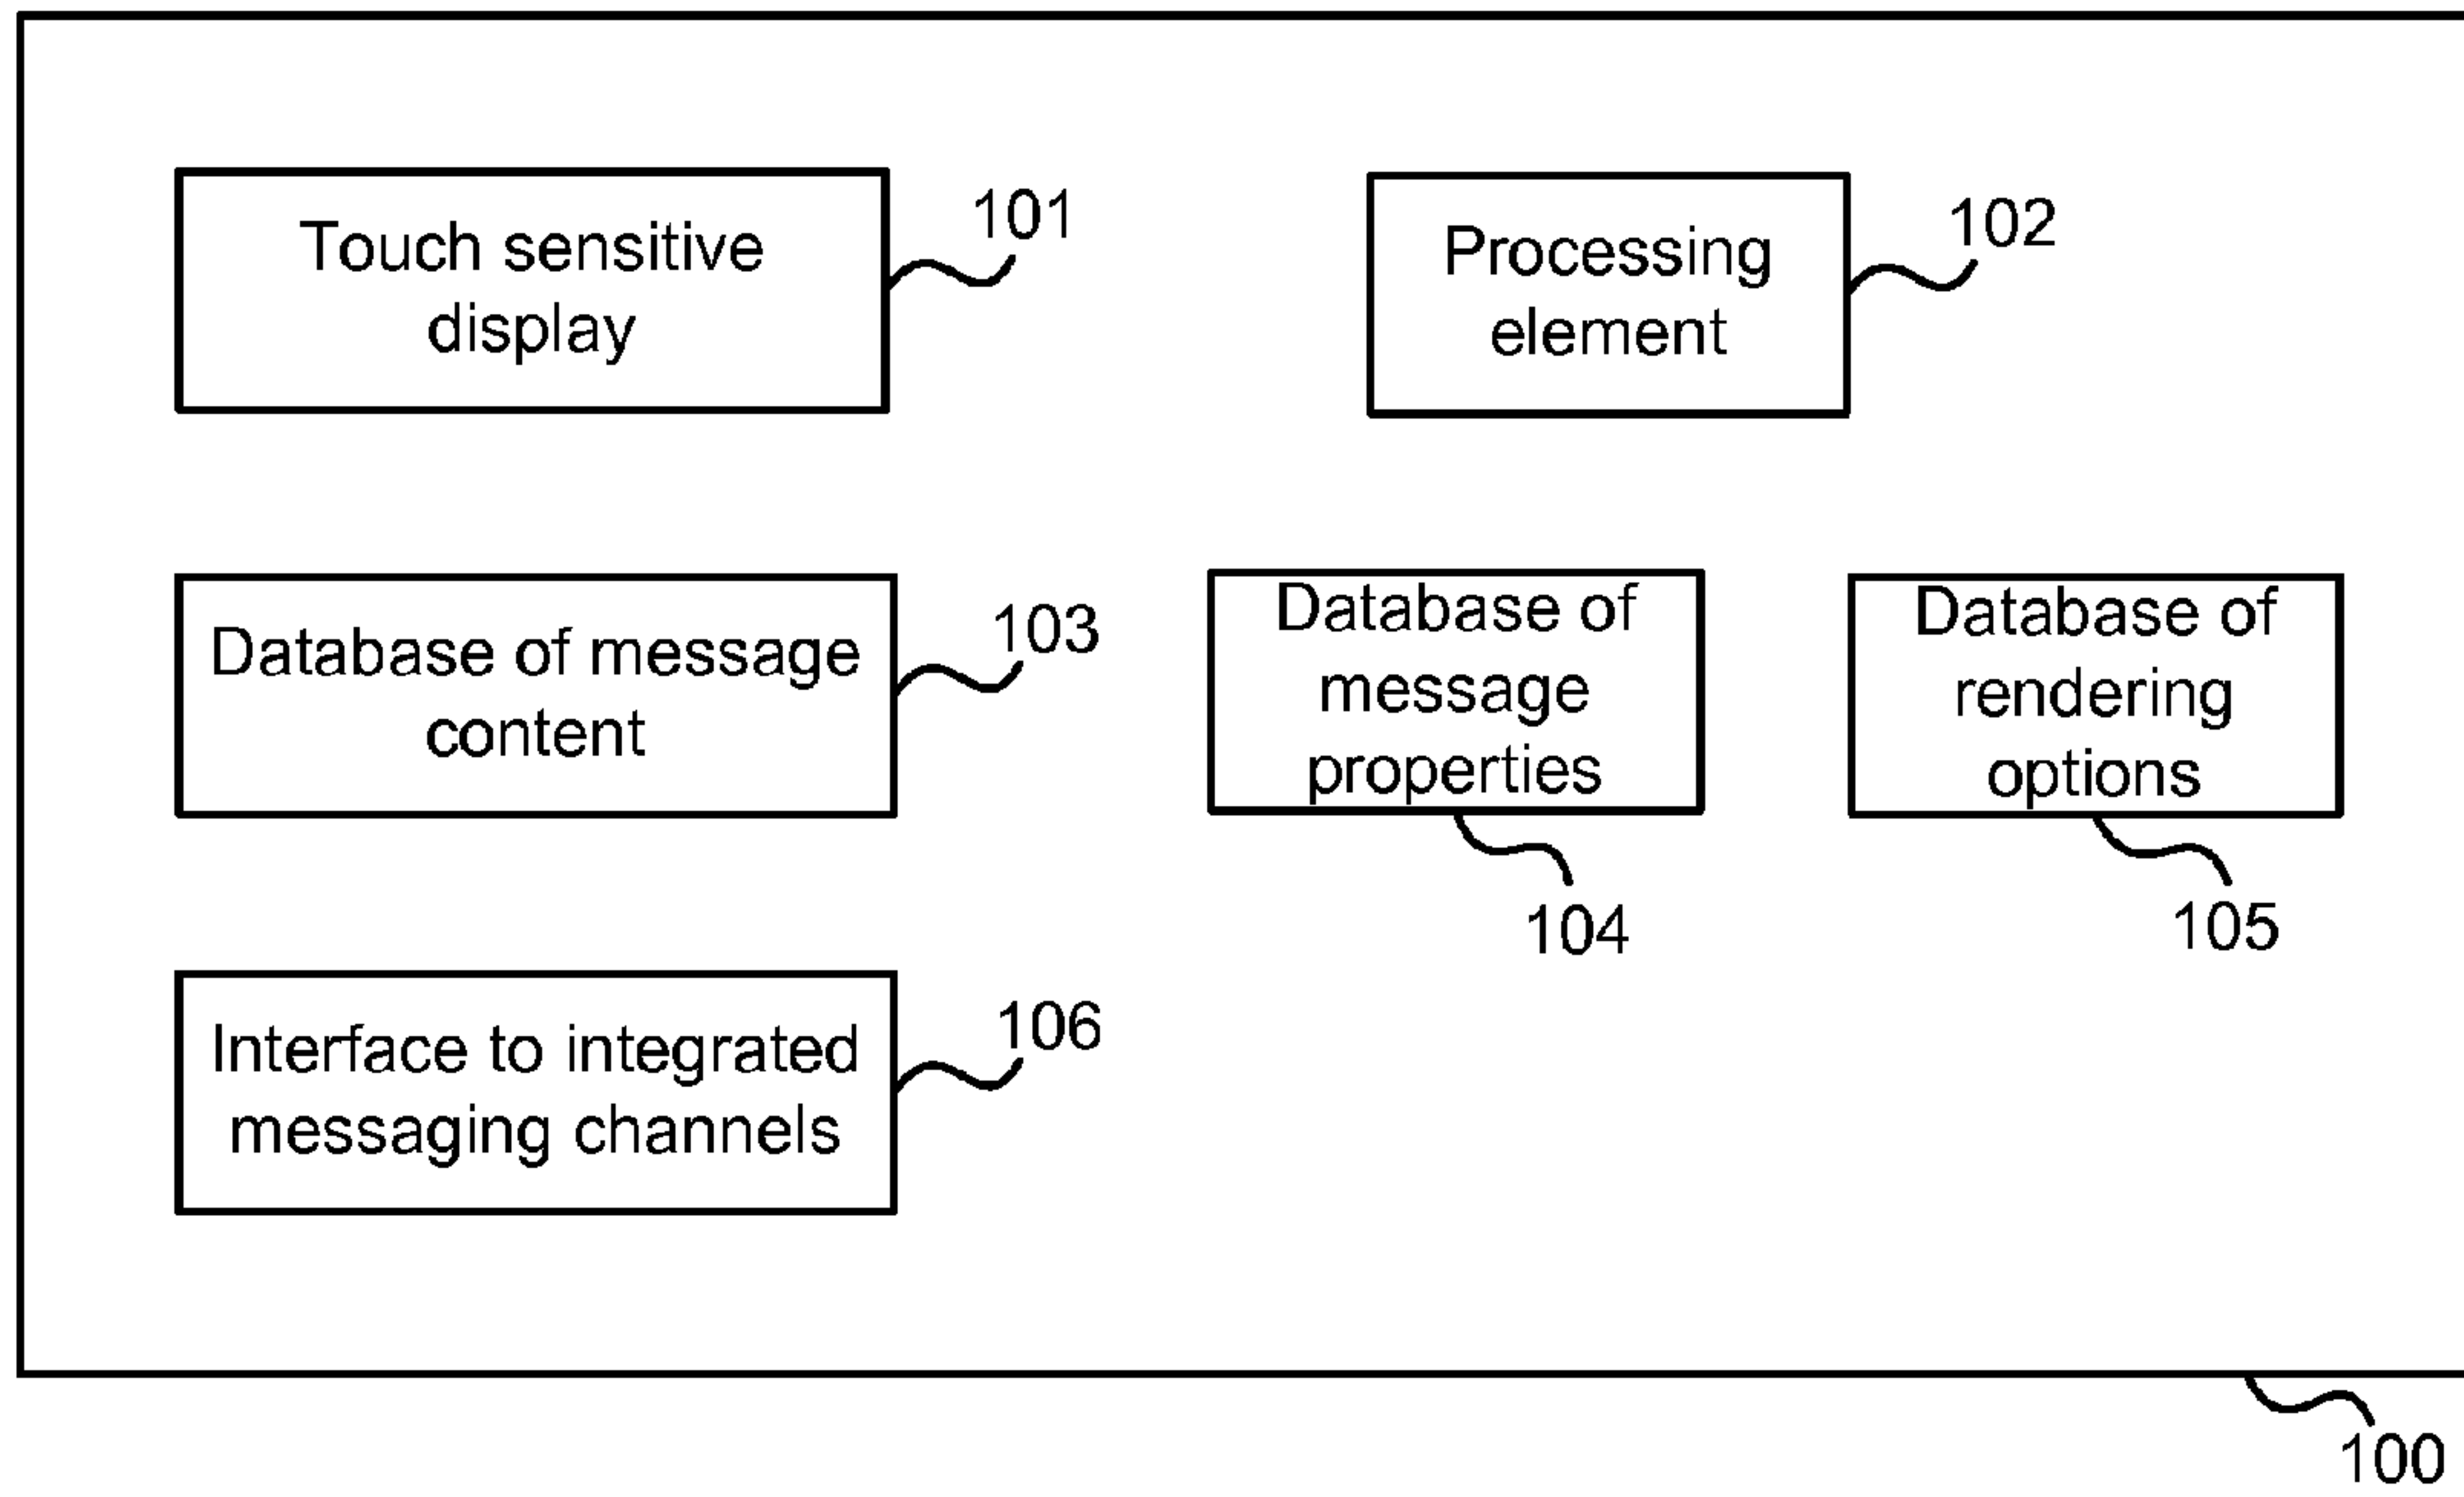 Touch sensitive
display
101
Processing
element
102
Database of message
content
103
Database of
message
properties
104
Database of
rendering
options
105
Interface to integrated
messaging channels
106
100